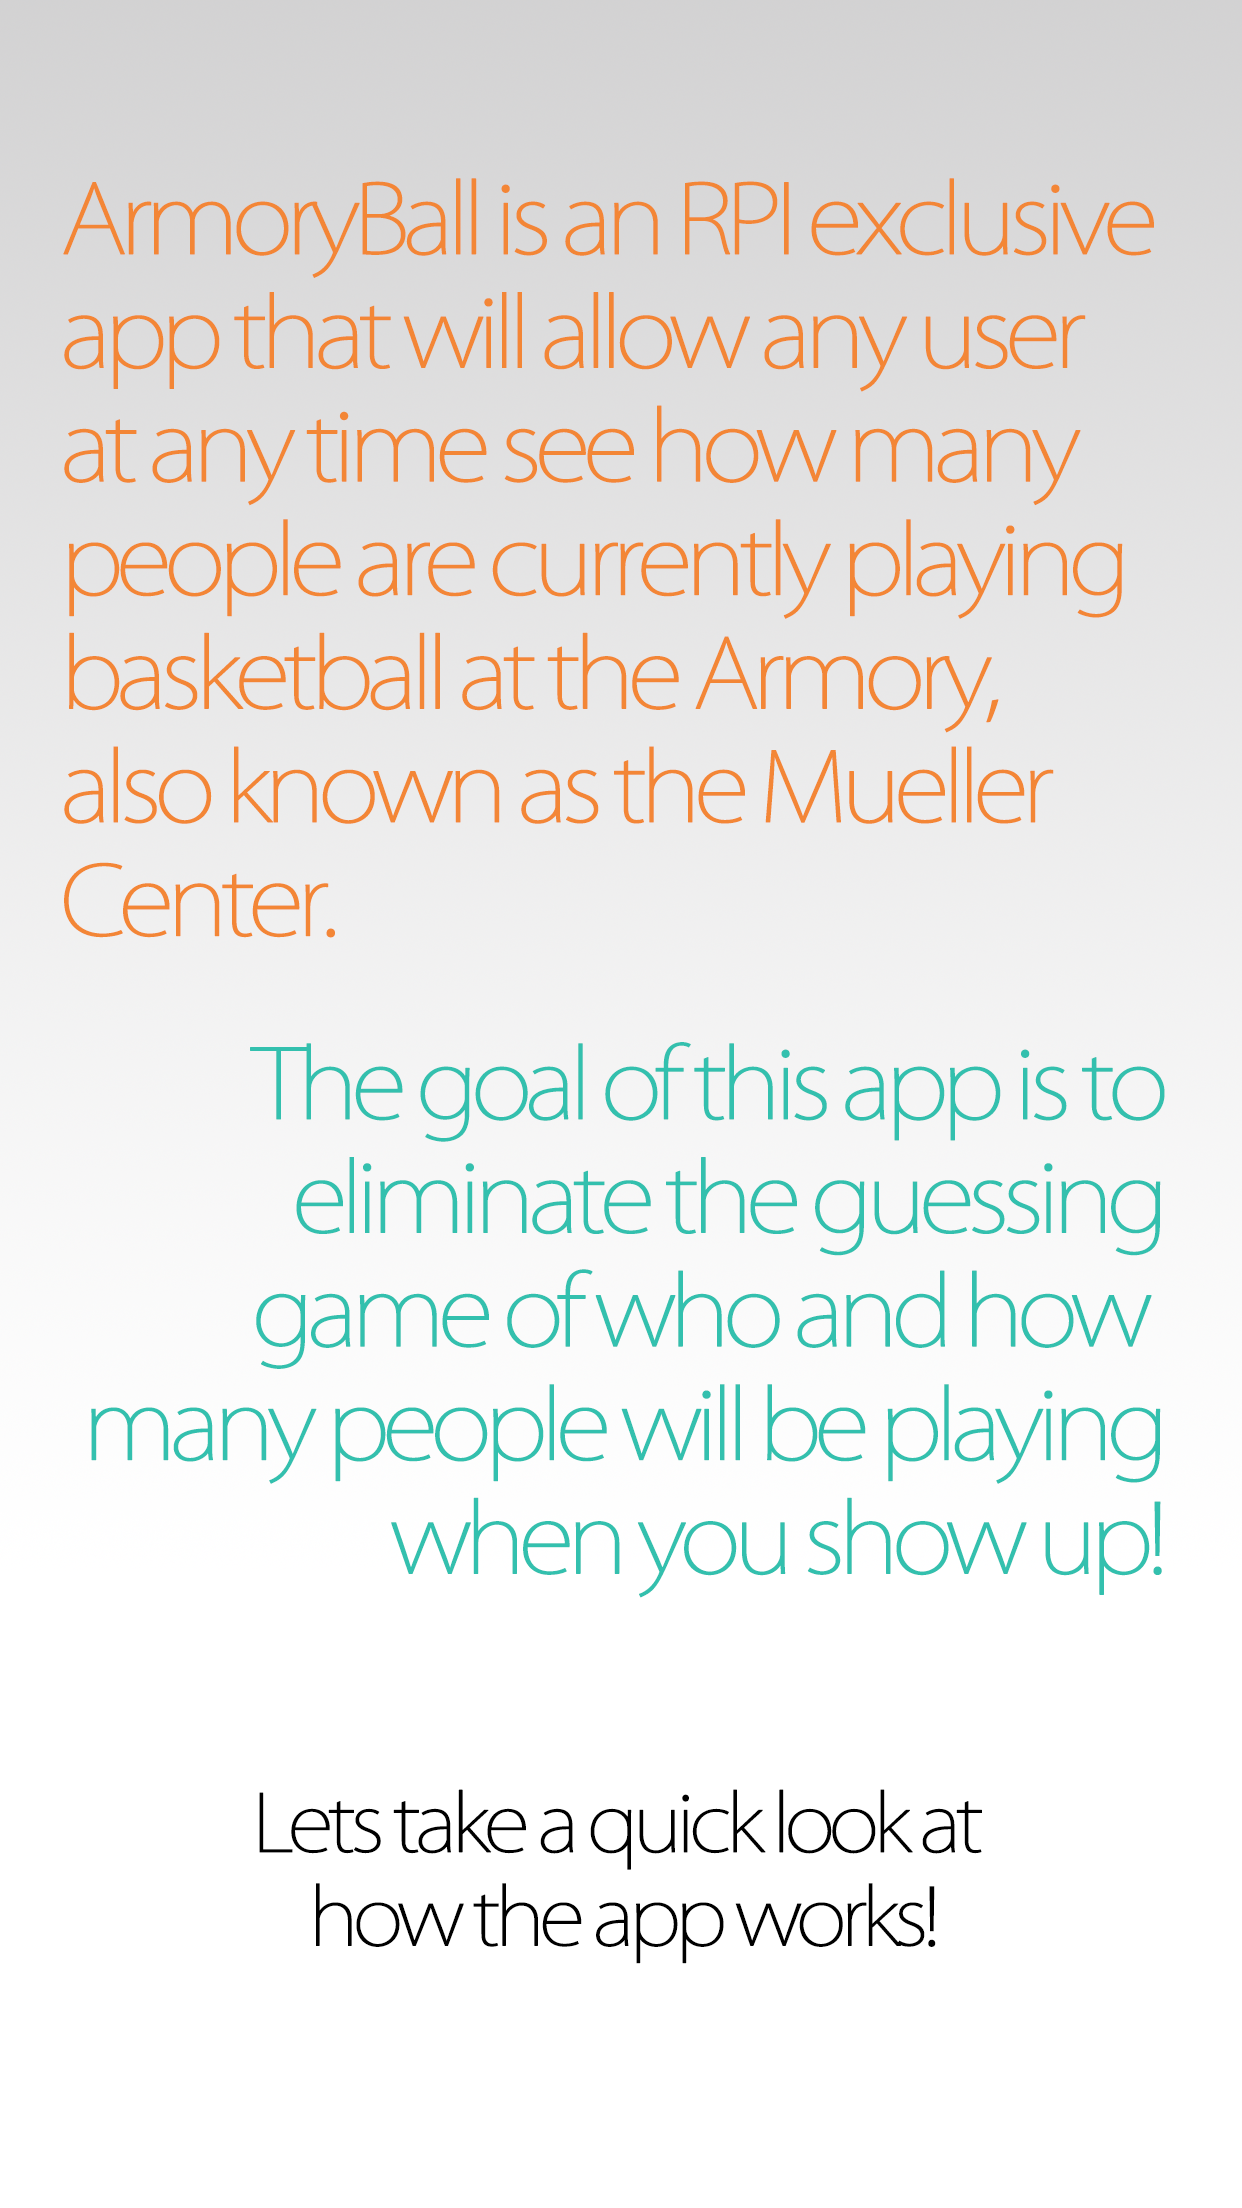 ArmoryBall is an RPI exclusive
app that will allow any user
at any time see how many
people are currently playing
basketball at the Armory,
also known as the Mueller
Center.
The goal of this app is to
eliminate the guessing
game of who and how
many people will be playing
when you show up!
Lets take a quick look at
how the app works!